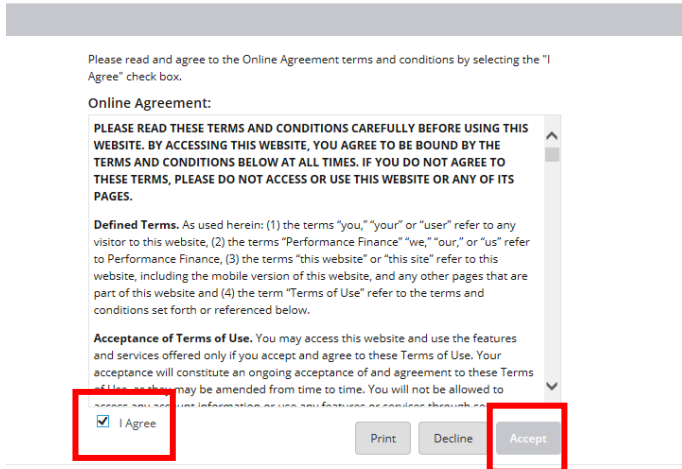 Please read and agree to the Online Agreement terms and conditions by selecting the "I
Agree" check box.
Online Agreement:
PLEASE READ THESE TERMS AND CONDITIONS CAREFULLY BEFORE USING THIS
WEBSITE. BY ACCESSING THIS WEBSITE, YOU AGREE TO BE BOUND BY THE
TERMS AND CONDITIONS BELOW AT ALL TIMES. IF YOU DO NOT AGREE TO
THESE TERMS, PLEASE DO NOT ACCESS OR USE THIS WEBSITE OR ANY OF ITS
PAGES.
Defined Terms. As used herein: (1) the terms “you,” “your” or “user” refer to any
visitor to this website, (2) the terms “Performance Finance” “we,” “our,” or “us” refer
to Performance Finance, (3) the terms “this website” or “this site” refer to this
website, including the mobile version of this website, and any other pages that are
part of this website and (4) the term “Terms of Use” refer to the terms and
conditions set forth or referenced below.
Acceptance of Terms of Use. You may access this website and use the features
and services offered only if you accept and agree to these Terms of Use. Your
acceptance will constitute an ongoing acceptance of and agreement to these Terms
of Use, as they may be amended from time to time. You will not be allowed to
access any account information or use any features or services through
I Agree
Print Decline Accept